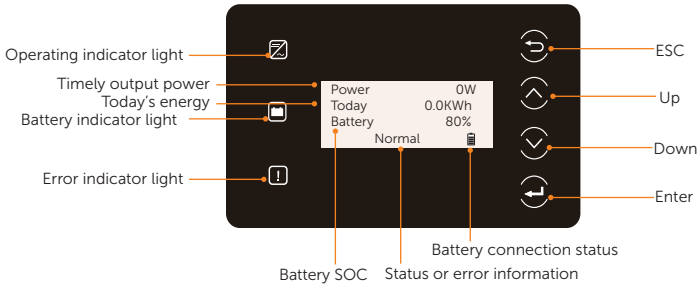 Operating indicator light
Timely output power
Today's energy
Battery indicator light
Error indicator light
Power 0W
Today 0.0KWh
Battery 80%
Normal
ESC
Up
Down
Enter
Battery connection status
Battery SOC
Status or error information